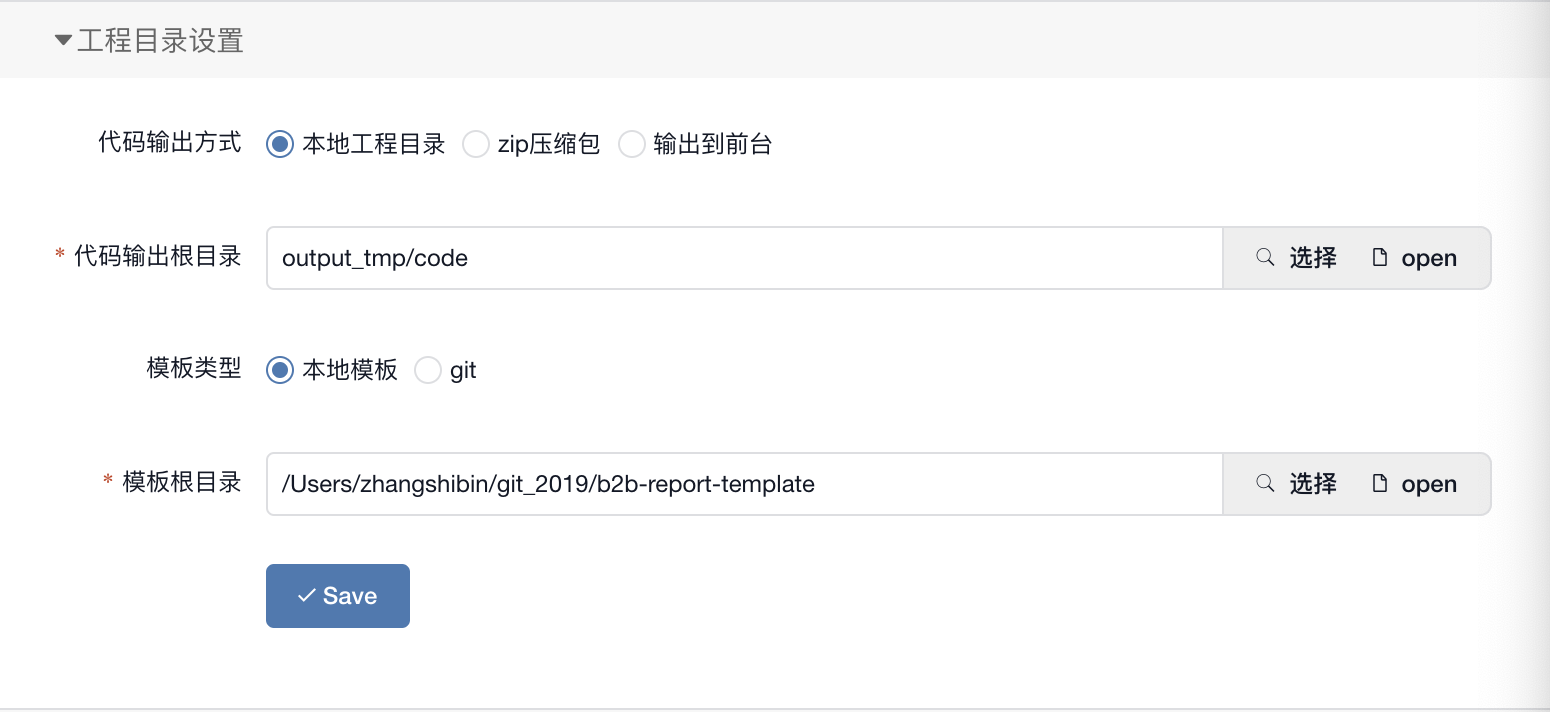 工程目录设置
代码输出方式 本地工程目录 zip压缩包 输出到前台
* 代码输出根目录 output_tmp/code 选择 open
模板类型 本地模板 git
* 模板根目录 /Users/zhangshibin/git_2019/b2b-report-template 选择 open
Save